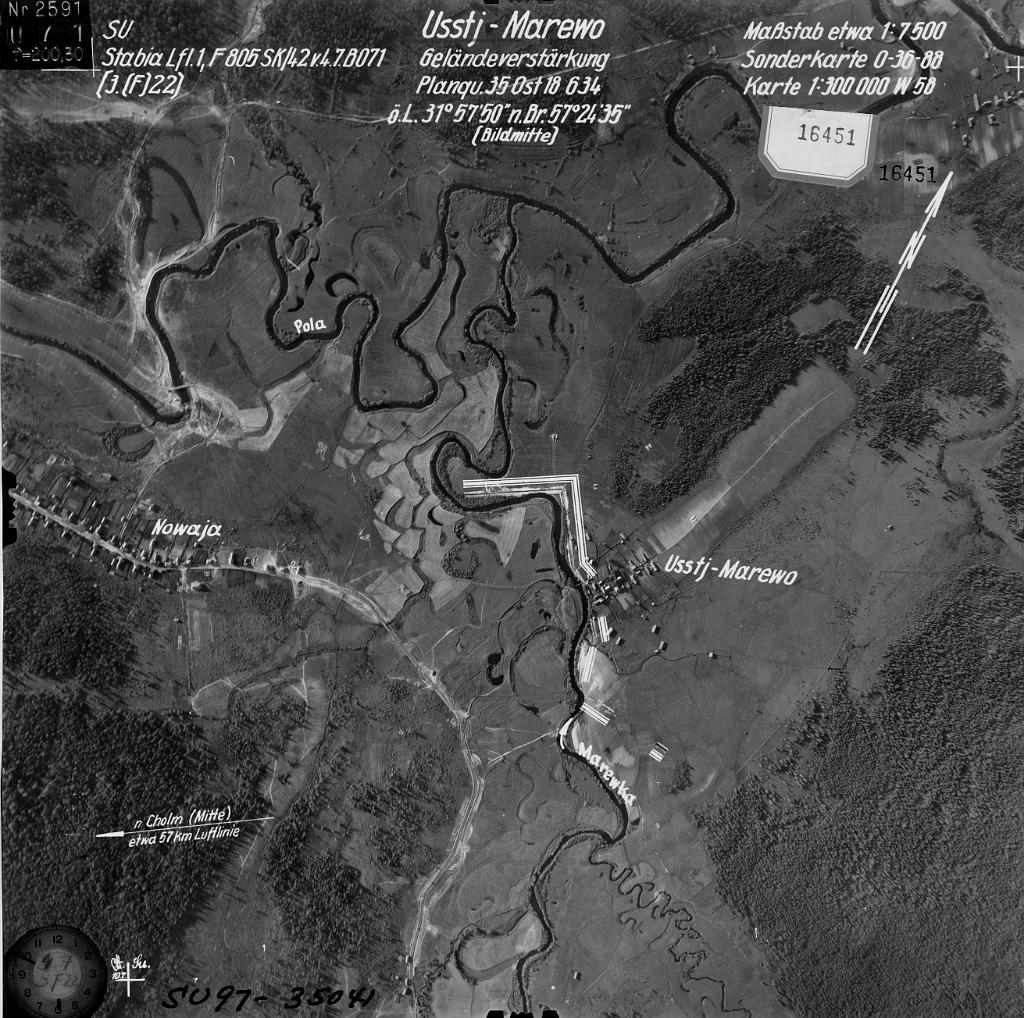 Nr 2591
U 71
F=200,30
SU
Stabia Lfl.1, F 805 SK/42 v. 4.7. B071
[3.(F)22]
Usstj-Marewo
Geländeverstärkung
Planqu. 35 Ost 18 634
ö.L. 31°57'50" n.Br. 57°24'35"
(Bildmitte)
Maßstab etwa 1:7500
Sonderkarte O-36-88
Karte 1:300 000 W 58
16451
16451
N
Pola
Nowaja
Usstj-Marewo
Marewka
n. Cholm (Mitte)
etwa 57 km Luftlinie
SU97-35041